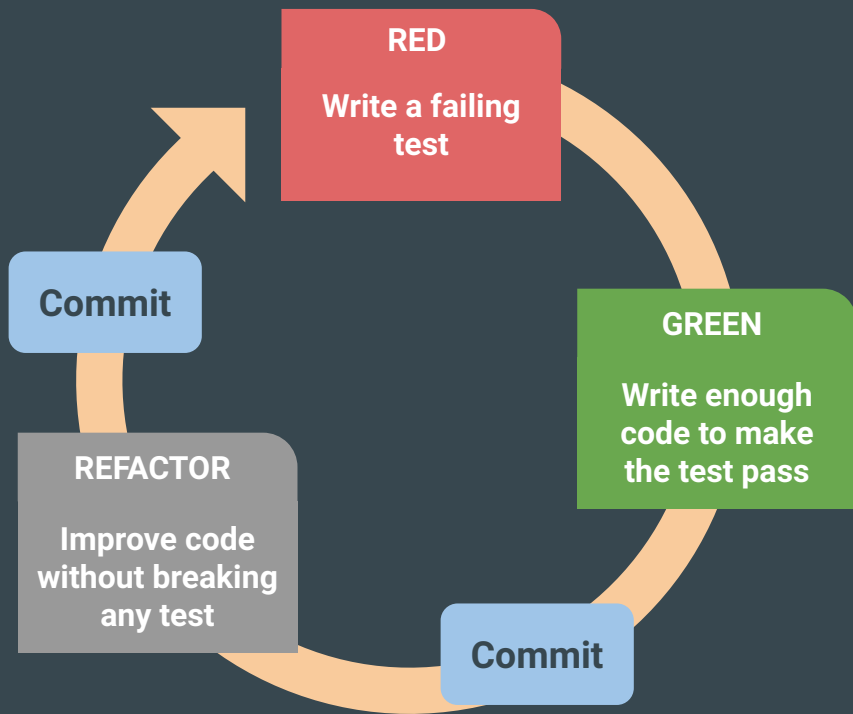 RED
Write a failing
test
GREEN
Write enough
code to make
the test pass
Commit
REFACTOR
Improve code
without breaking
any test
Commit